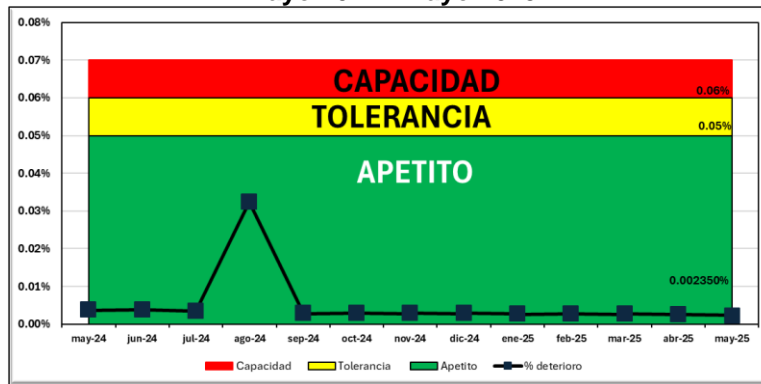 0.08%
0.07%
CAPACIDAD
0.06%
0.06%
TOLERANCIA
0.05%
0.05%
APETITO
0.04%
0.03%
0.02%
0.01%
0.002350%
0.00%
may-24 jun-24 jul-24 ago-24 sep-24 oct-24 nov-24 dic-24 ene-25 feb-25 mar-25 abr-25 may-25
Capacidad Tolerancia Apetito % deterioro